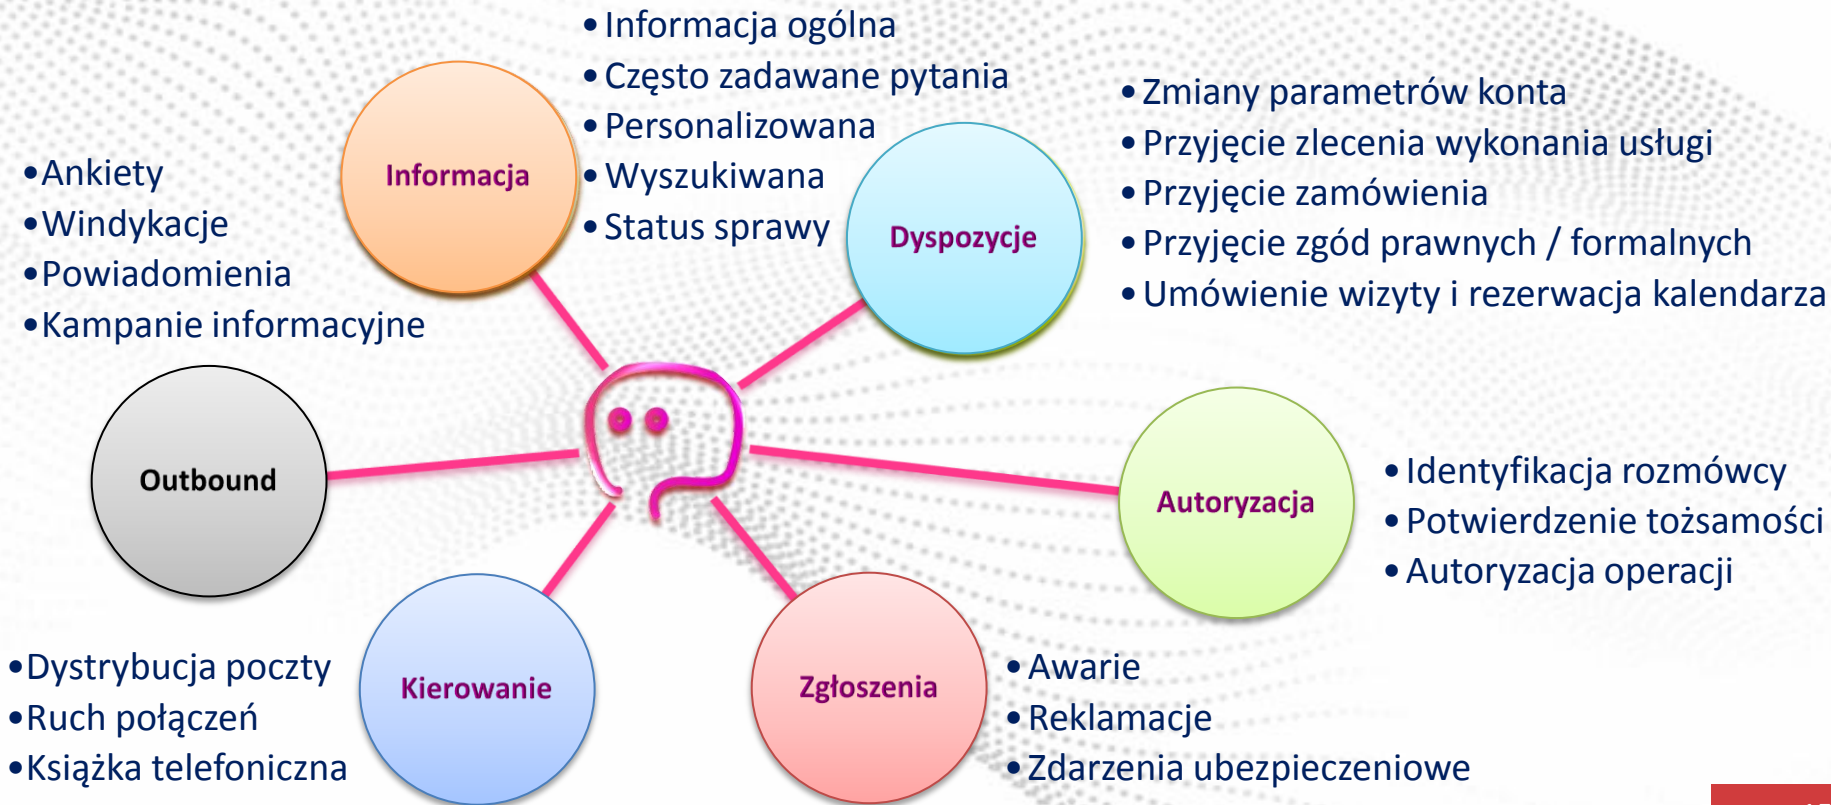 • Informacja ogólna
• Często zadawane pytania
• Personalizowana
• Wyszukiwana
• Status sprawy
Informacja
• Zmiany parametrów konta
• Przyjęcie zlecenia wykonania usługi
• Przyjęcie zamówienia
• Przyjęcie zgód prawnych / formalnych
• Umówienie wizyty i rezerwacja kalendarza
Dyspozycje
• Ankiety
• Windykacje
• Powiadomienia
• Kampanie informacyjne
Outbound
Autoryzacja
• Identyfikacja rozmówcy
• Potwierdzenie tożsamości
• Autoryzacja operacji
• Dystrybucja poczty
• Ruch połączeń
• Książka telefoniczna
Kierowanie
Zgłoszenia
• Awarie
• Reklamacje
• Zdarzenia ubezpieczeniowe